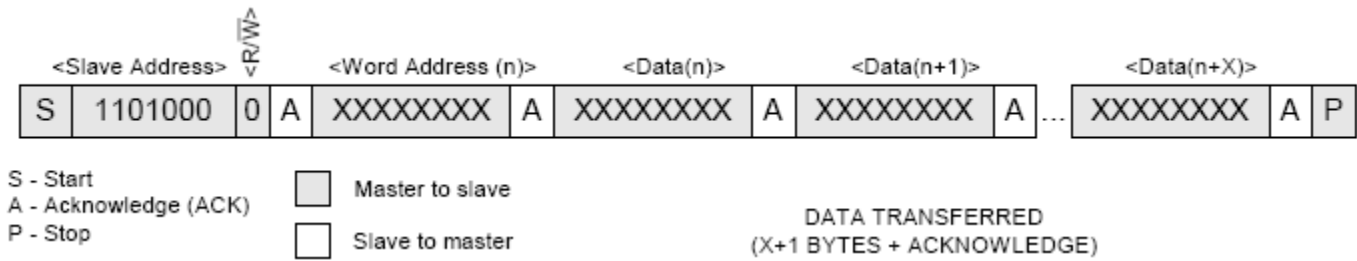 <R/W̅>
<Slave Address> <Word Address (n)> <Data(n)> <Data(n+1)> <Data(n+X)>
S 1101000 0 A XXXXXXXX A XXXXXXXX A XXXXXXXX A ... XXXXXXXX A P
S - Start
A - Acknowledge (ACK)
P - Stop
Master to slave
Slave to master
DATA TRANSFERRED
(X+1 BYTES + ACKNOWLEDGE)